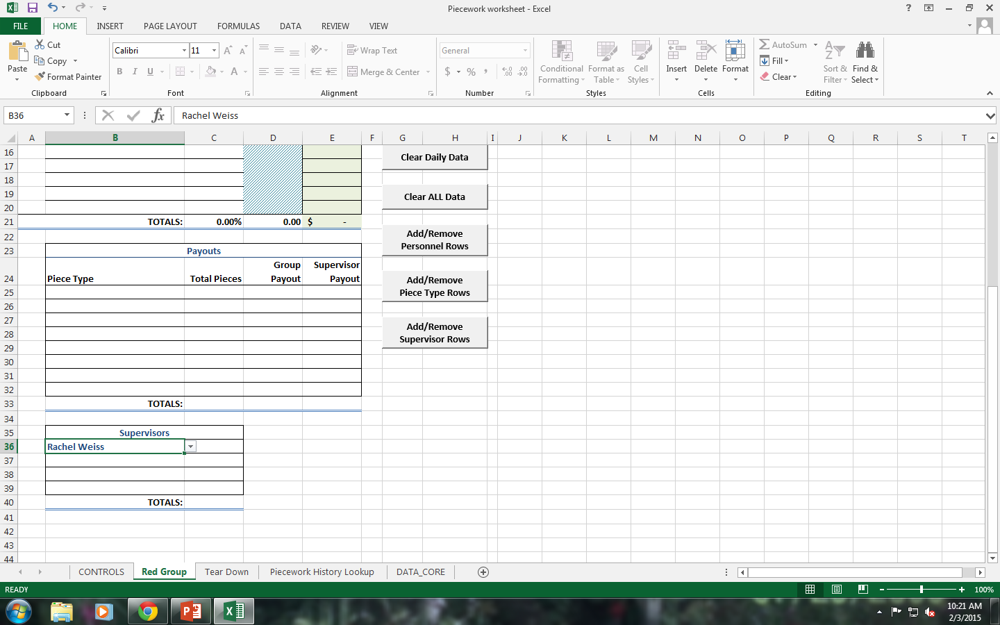 Piecework worksheet - Excel
?
FILE HOME INSERT PAGE LAYOUT FORMULAS DATA REVIEW VIEW
Paste
Cut
Copy
Format Painter
Clipboard
Calibri 11
B I U
Font
Wrap Text
Merge & Center
Alignment
General
$ % ,
Number
Conditional Formatting
Format as Table
Cell Styles
Styles
Insert Delete Format
Cells
AutoSum
Fill
Clear
Sort & Filter
Find & Select
Editing
B36 fx Rachel Weiss
A B C D E F G H I J K L M N O P Q R S T
16
Clear Daily Data
17
18
19
Clear ALL Data
20
21 TOTALS: 0.00% 0.00 $ -
22
Add/Remove
Personnel Rows
23 Payouts
Group Supervisor
24 Piece Type Total Pieces Payout Payout
Add/Remove
Piece Type Rows
25
26
27
Add/Remove
Supervisor Rows
28
29
30
31
32
33 TOTALS:
34
35 Supervisors
36 Rachel Weiss
37
38
39
40 TOTALS:
41
42
43
44
CONTROLS Red Group Tear Down Piecework History Lookup DATA_CORE
READY 100%
10:21 AM
2/3/2015